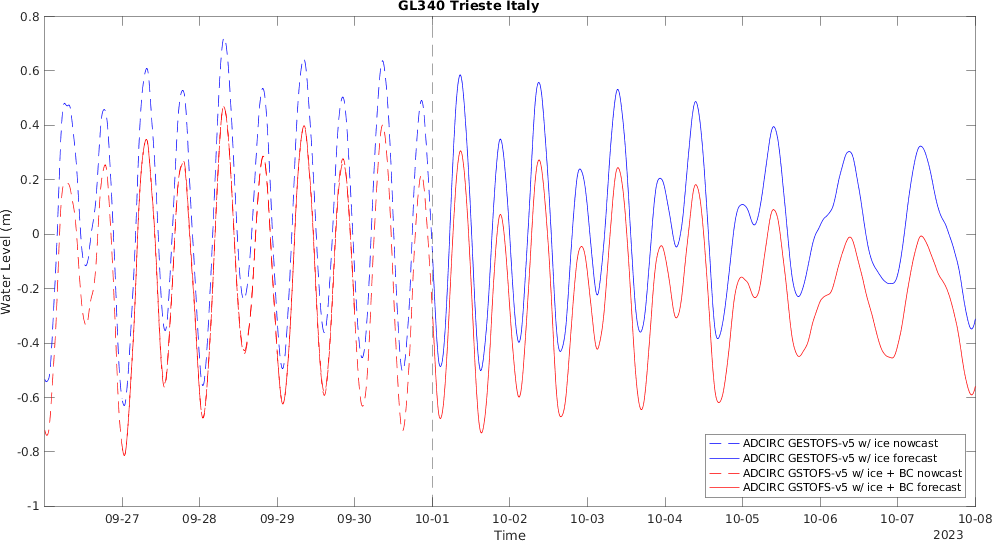 GL340 Trieste Italy
0.8
0.6
0.4
0.2
0
-0.2
-0.4
-0.6
-0.8
-1
Water Level (m)
09-27 09-28 09-29 09-30 10-01 10-02 10-03 10-04 10-05 10-06 10-07 10-08
Time
2023
ADCIRC GESTOFS-v5 w/ ice nowcast
ADCIRC GESTOFS-v5 w/ ice forecast
ADCIRC GSTOFS-v5 w/ ice + BC nowcast
ADCIRC GSTOFS-v5 w/ ice + BC forecast